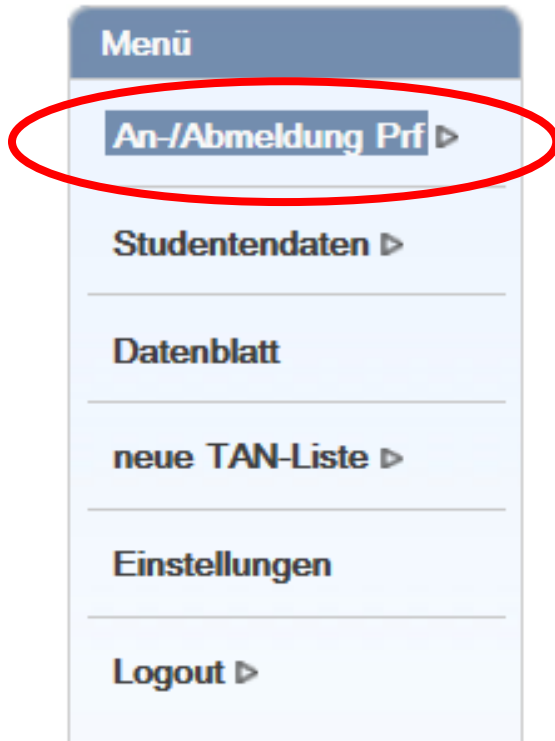 Menü
An-/Abmeldung Prf
Studentendaten
Datenblatt
neue TAN-Liste
Einstellungen
Logout